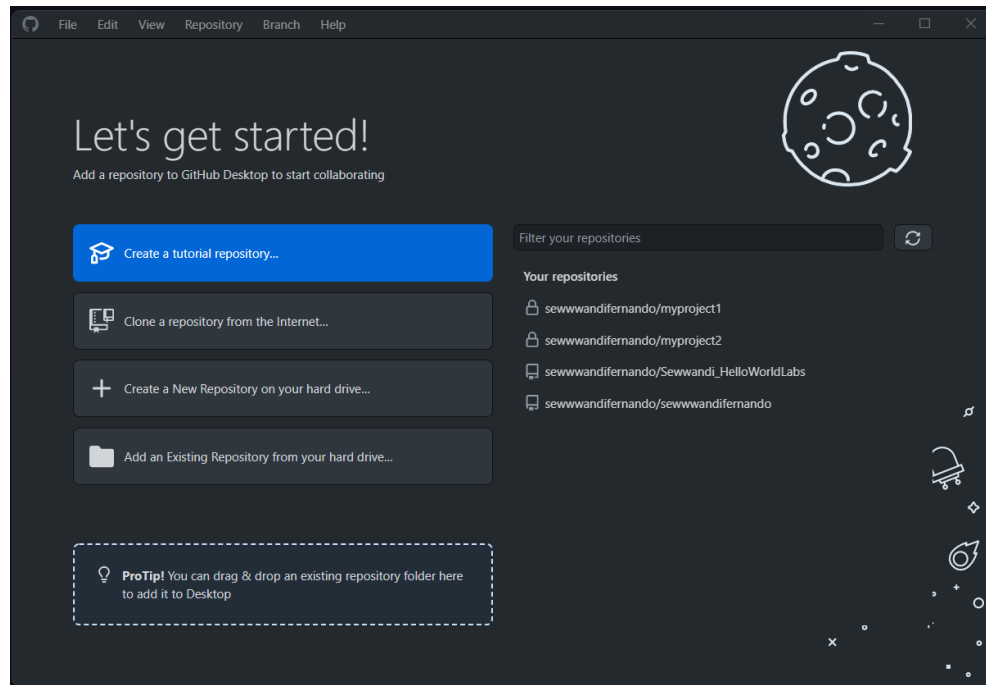 File Edit View Repository Branch Help
Let's get started!
Add a repository to GitHub Desktop to start collaborating
Create a tutorial repository...
Clone a repository from the Internet...
Create a New Repository on your hard drive...
Add an Existing Repository from your hard drive...
ProTip! You can drag & drop an existing repository folder here
to add it to Desktop
Filter your repositories
Your repositories
sewwwandifernando/myproject1
sewwwandifernando/myproject2
sewwwandifernando/Sewwandi_HelloWorldLabs
sewwwandifernando/sewwwandifernando